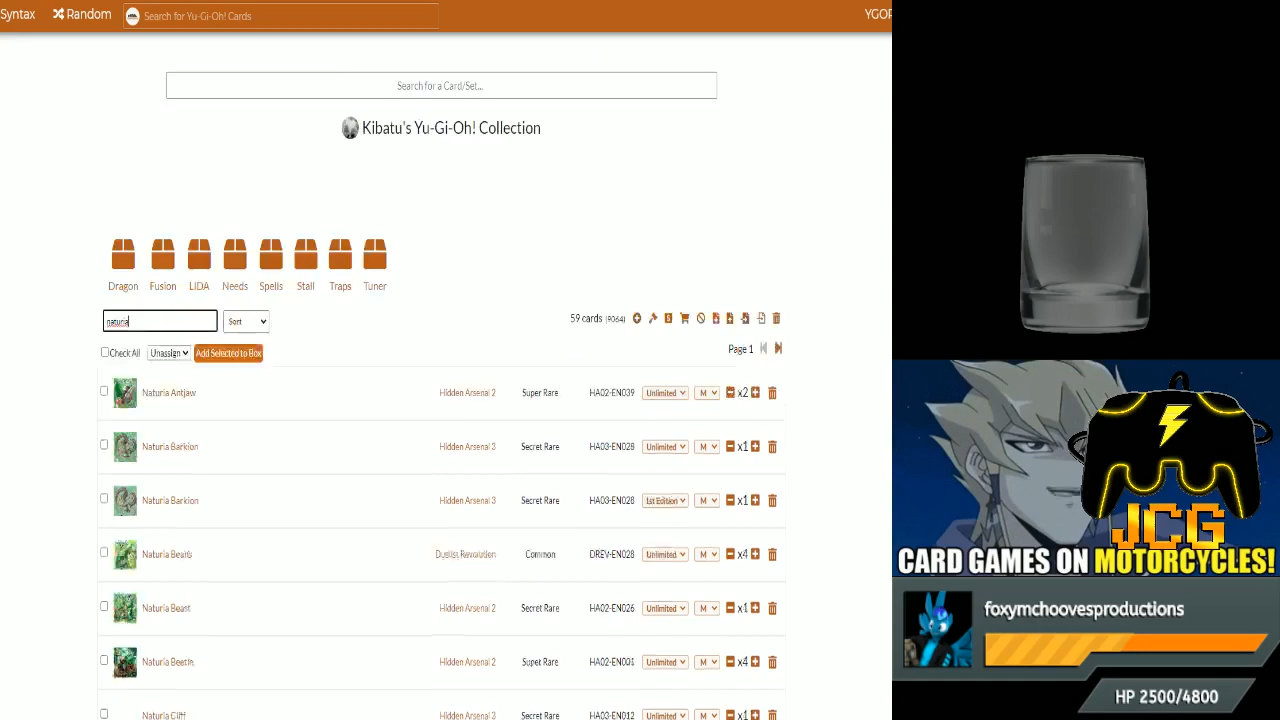 Syntax Random Search for Yu-Gi-Oh! Cards
Search for a Card/Set...
Kibatu's Yu-Gi-Oh! Collection
Dragon Fusion LIDA Needs Spells Stall Traps Tuner
naturia Sort 59 cards (9064)
Check All Unassign Add Selected to Box Page 1
Naturia Antjaw Hidden Arsenal 2 Super Rare HA02-EN039 Unlimited M x2
Naturia Barkion Hidden Arsenal 3 Secret Rare HA03-EN028 Unlimited M x1
Naturia Barkion Hidden Arsenal 3 Secret Rare HA03-EN028 1st Edition M x1
Naturia Beans Duelist Revolution Common DREV-EN028 Unlimited M x4
Naturia Beast Hidden Arsenal 2 Secret Rare HA02-EN026 Unlimited M x1
Naturia Beetle Hidden Arsenal 2 Super Rare Unlimited M x4
Naturia Cliff Hidden Arsenal 3 Secret Rare HA03-EN012 Unlimited M x1
JCG
CARD GAMES ON MOTORCYCLES!
foxymchoovesproductions
HP 2500/4800